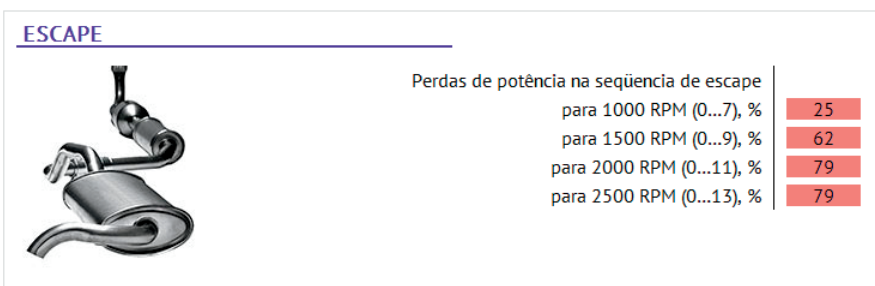 ESCAPE
Perdas de potência na seqüencia de escape
para 1000 RPM (0...7), % 25
para 1500 RPM (0...9), % 62
para 2000 RPM (0...11), % 79
para 2500 RPM (0...13), % 79